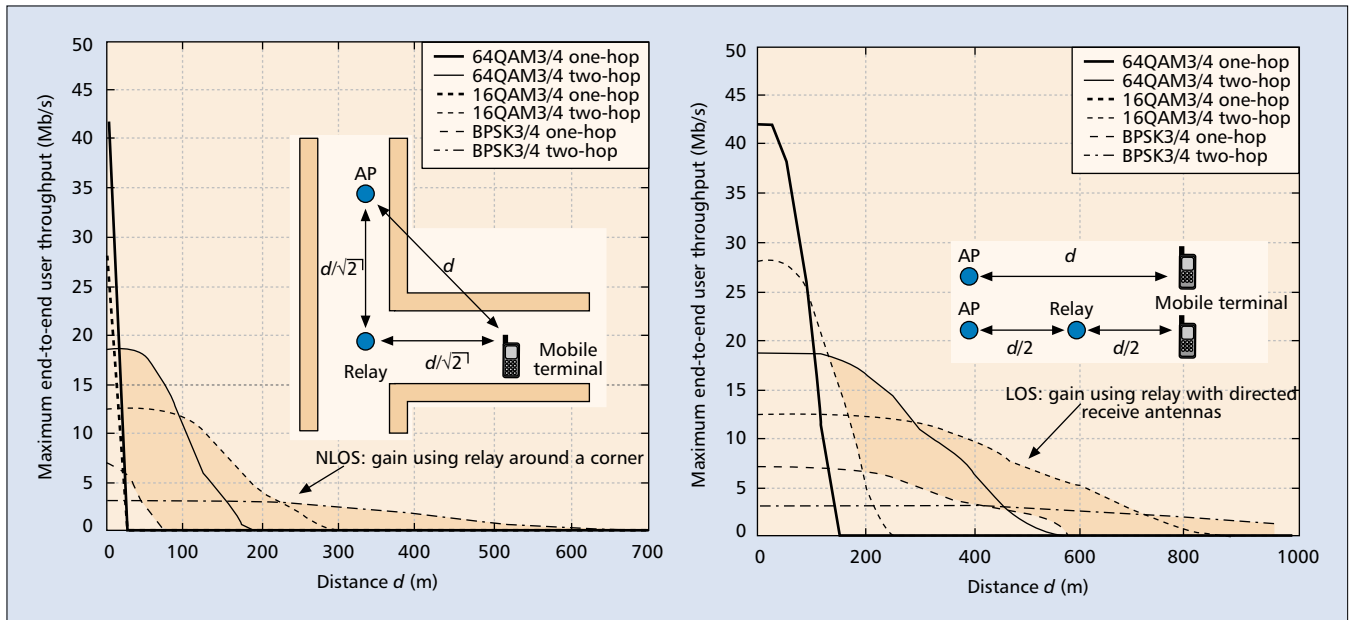 50
45
40
35
30
25
20
15
10
5
0
Maximum end-to-end user throughput (Mb/s)
64QAM3/4 one-hop
64QAM3/4 two-hop
16QAM3/4 one-hop
16QAM3/4 two-hop
BPSK3/4 one-hop
BPSK3/4 two-hop
AP
d/√2
d
Relay
d/√2
Mobile
terminal
NLOS: gain using relay around a corner
0 100 200 300 400 500 600 700
Distance d (m)
50
45
40
35
30
25
20
15
10
5
0
Maximum end-to-end user throughput (Mb/s)
64QAM3/4 one-hop
64QAM3/4 two-hop
16QAM3/4 one-hop
16QAM3/4 two-hop
BPSK3/4 one-hop
BPSK3/4 two-hop
AP
d
Mobile terminal
AP
Relay
d/2
d/2
LOS: gain using relay with directed
receive antennas
0 200 400 600 800 1000
Distance d (m)